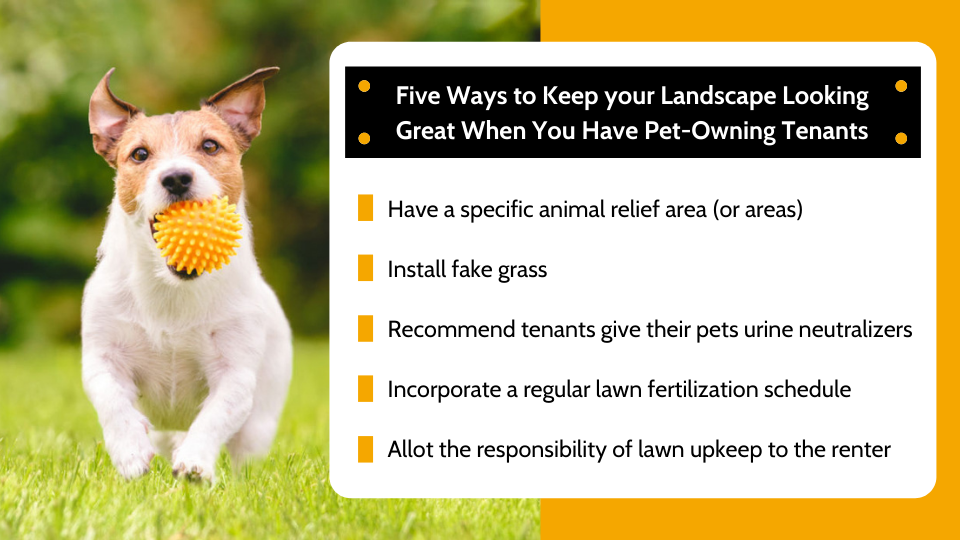 Five Ways to Keep your Landscape Looking
Great When You Have Pet-Owning Tenants
Have a specific animal relief area (or areas)
Install fake grass
Recommend tenants give their pets urine neutralizers
Incorporate a regular lawn fertilization schedule
Allot the responsibility of lawn upkeep to the renter